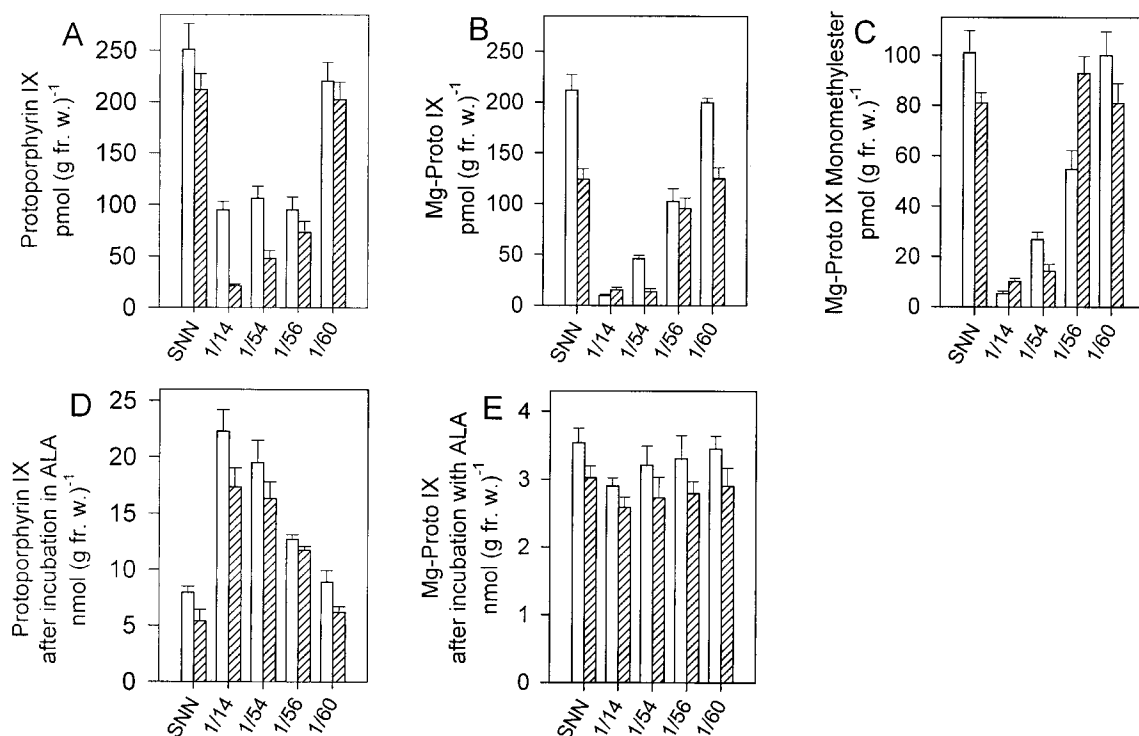 A
Protoporphyrin IX
pmol (g fr. w.)-1
250
200
150
100
50
0
SNN
1/14
1/54
1/56
1/60
B
Mg-Proto IX
pmol (g fr. w.)-1
250
200
150
100
50
0
SNN
1/14
1/54
1/56
1/60
C
Mg-Proto IX Monomethylester
pmol (g fr. w.)-1
100
80
60
40
20
0
SNN
1/14
1/54
1/56
1/60
D
Protoporphyrin IX
after incubation in ALA
nmol (g fr. w.)-1
25
20
15
10
5
0
SNN
1/14
1/54
1/56
1/60
E
Mg-Proto IX
after incubation with ALA
nmol (g fr. w.)-1
4
3
2
1
0
SNN
1/14
1/54
1/56
1/60